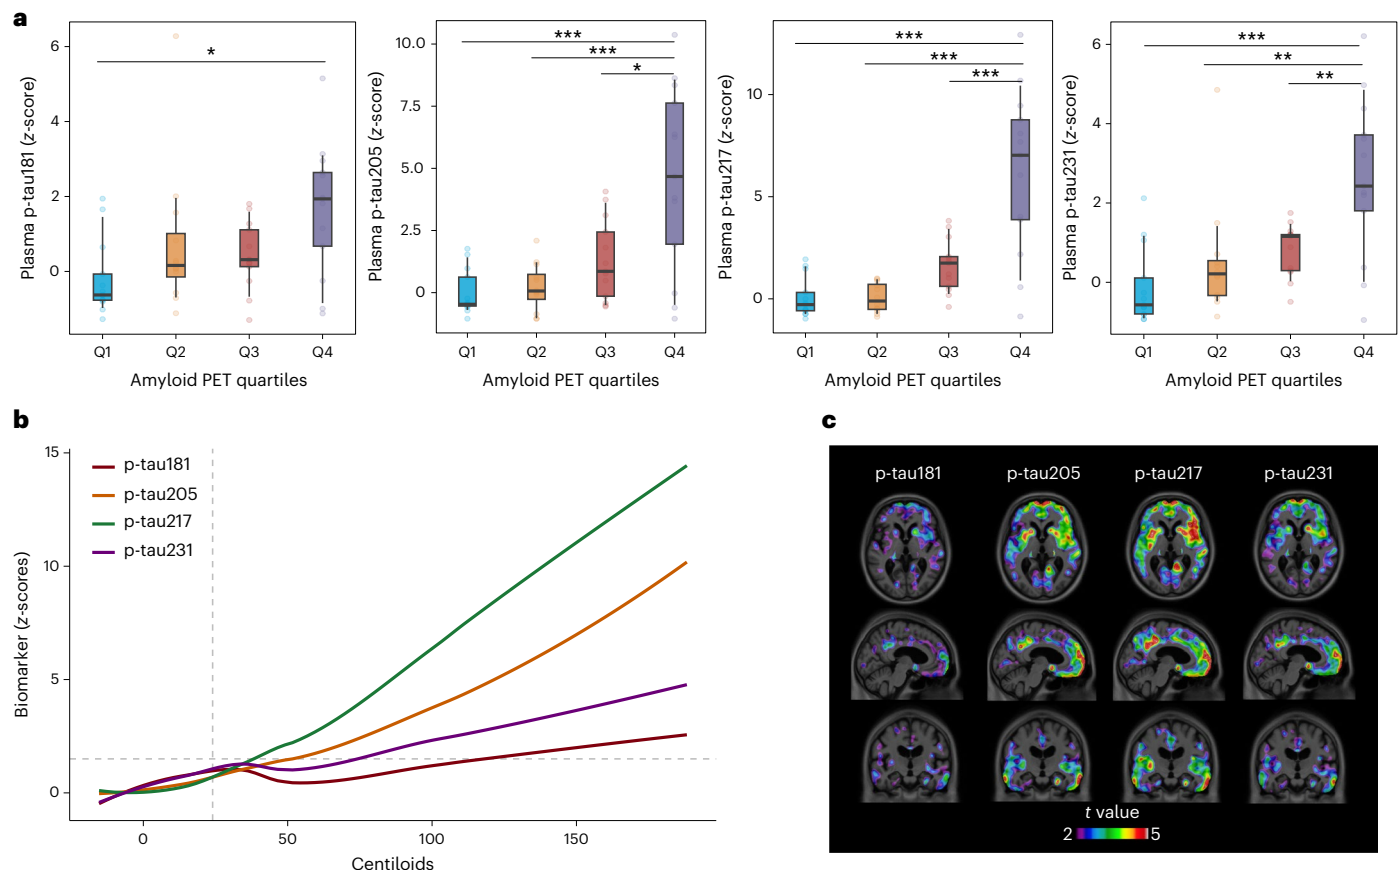 a
Plasma p-tau181 (z-score)
6
4
2
0
*
Q1 Q2 Q3 Q4
Amyloid PET quartiles
Plasma p-tau205 (z-score)
10.0
7.5
5.0
2.5
0
***
***
*
Q1 Q2 Q3 Q4
Amyloid PET quartiles
Plasma p-tau217 (z-score)
10
5
0
***
***
***
Q1 Q2 Q3 Q4
Amyloid PET quartiles
Plasma p-tau231 (z-score)
6
4
2
0
***
**
**
Q1 Q2 Q3 Q4
Amyloid PET quartiles
b
Biomarker (z-scores)
15
10
5
0
p-tau181
p-tau205
p-tau217
p-tau231
0 50 100 150
Centiloids
c
p-tau181 p-tau205 p-tau217 p-tau231
t value
2 5